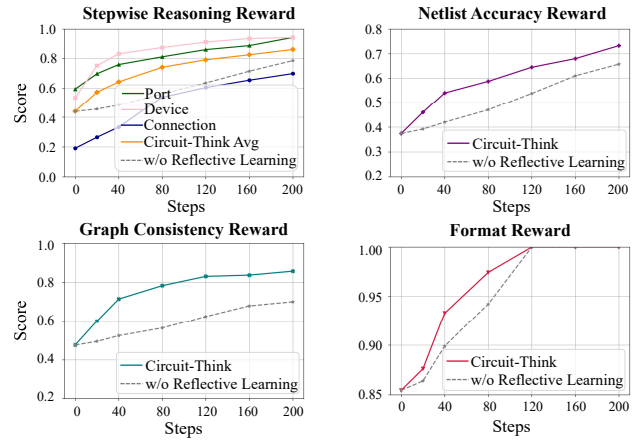 Stepwise Reasoning Reward
Score
1.0
0.8
0.6
0.4
0.2
0.0
Port
Device
Connection
Circuit-Think Avg
w/o Reflective Learning
0 40 80 120 160 200
Steps
Netlist Accuracy Reward
0.8
0.7
0.6
0.5
0.4
0.3
0.2
Circuit-Think
w/o Reflective Learning
0 40 80 120 160 200
Steps
Graph Consistency Reward
Score
1.0
0.8
0.6
0.4
0.2
Circuit-Think
w/o Reflective Learning
0 40 80 120 160 200
Steps
Format Reward
1.00
0.95
0.90
0.85
Circuit-Think
w/o Reflective Learning
0 40 80 120 160 200
Steps